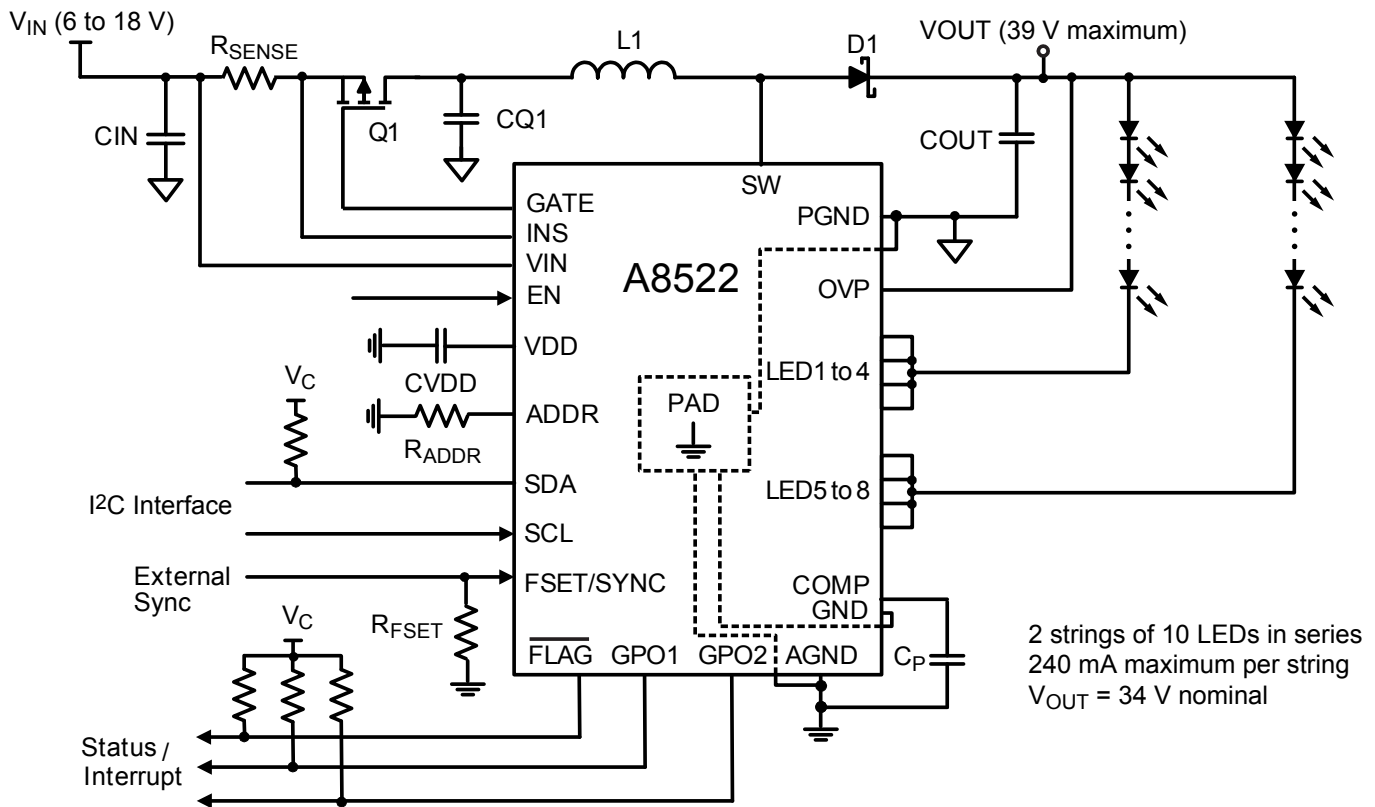 VIN (6 to 18 V)
RSENSE
L1
D1
VOUT (39 V maximum)
CIN
Q1
CQ1
COUT
SW
GATE
PGND
INS
VIN
A8522
OVP
EN
VDD
CVDD
LED1 to 4
VC
PAD
ADDR
RADDR
SDA
LED5 to 8
I2C Interface
SCL
External
Sync
FSET/SYNC
COMP
GND
RFSET
VC
FLAG
GPO1
GPO2
AGND
CP
2 strings of 10 LEDs in series
240 mA maximum per string
VOUT = 34 V nominal
Status /
Interrupt